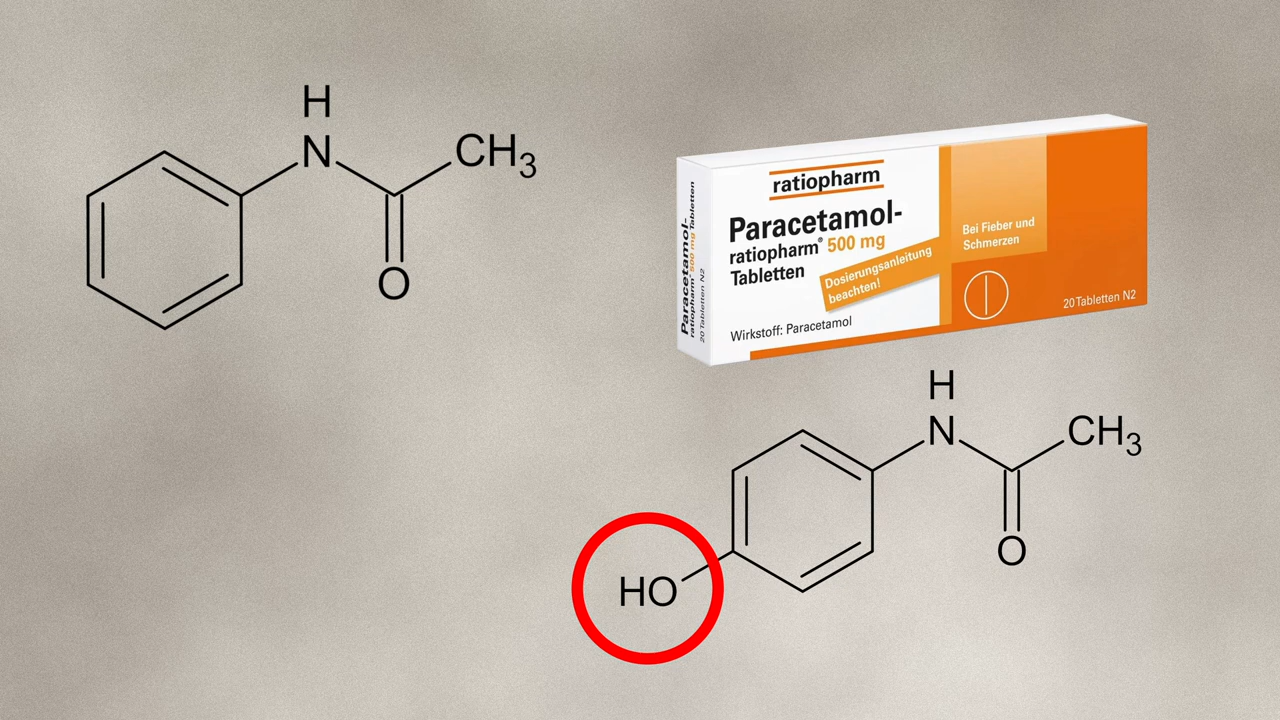 H
N
CH₃
O
ratiopharm
Paracetamol-
ratiopharm® 500 mg
Tabletten
Dosierungsanleitung
beachten!
Wirkstoff: Paracetamol
Bei Fieber und
Schmerzen
20 Tabletten N2
Paracetamol-
ratiopharm® 500 mg Tabletten
20 Tabletten N2
H
N
CH₃
O
HO